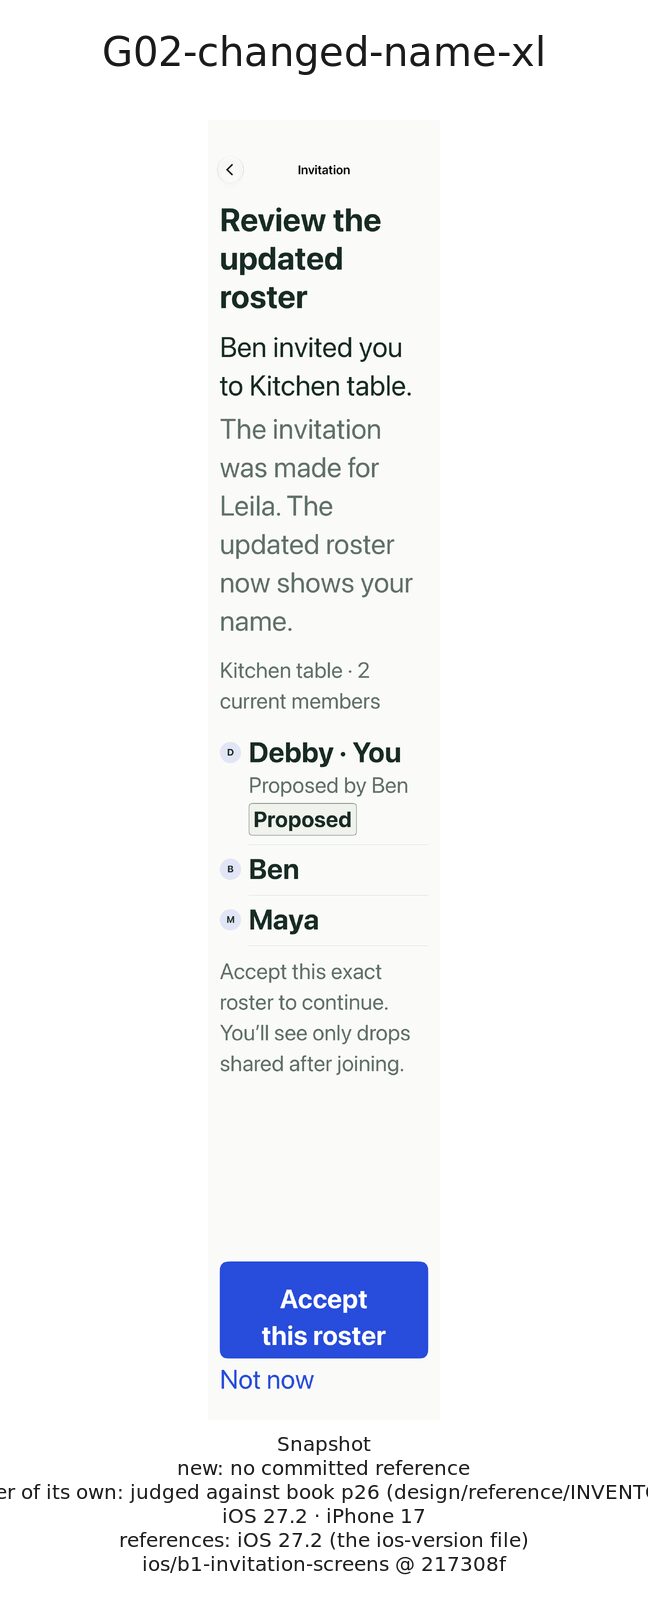 G02-changed-name-xl
Invitation
Review the
updated
roster
Ben invited you
to Kitchen table.
The invitation
was made for
Leila. The
updated roster
now shows your
name.
Kitchen table · 2
current members
D
Debby · You
Proposed by Ben
Proposed
B
Ben
M
Maya
Accept this exact
roster to continue.
You’ll see only drops
shared after joining.
Accept
this roster
Not now
Snapshot
new: no committed reference
of its own: judged against book p26
iOS 27.2 · iPhone 17
references: iOS 27.2 (the ios-version file)
ios/b1-invitation-screens @ 217308f